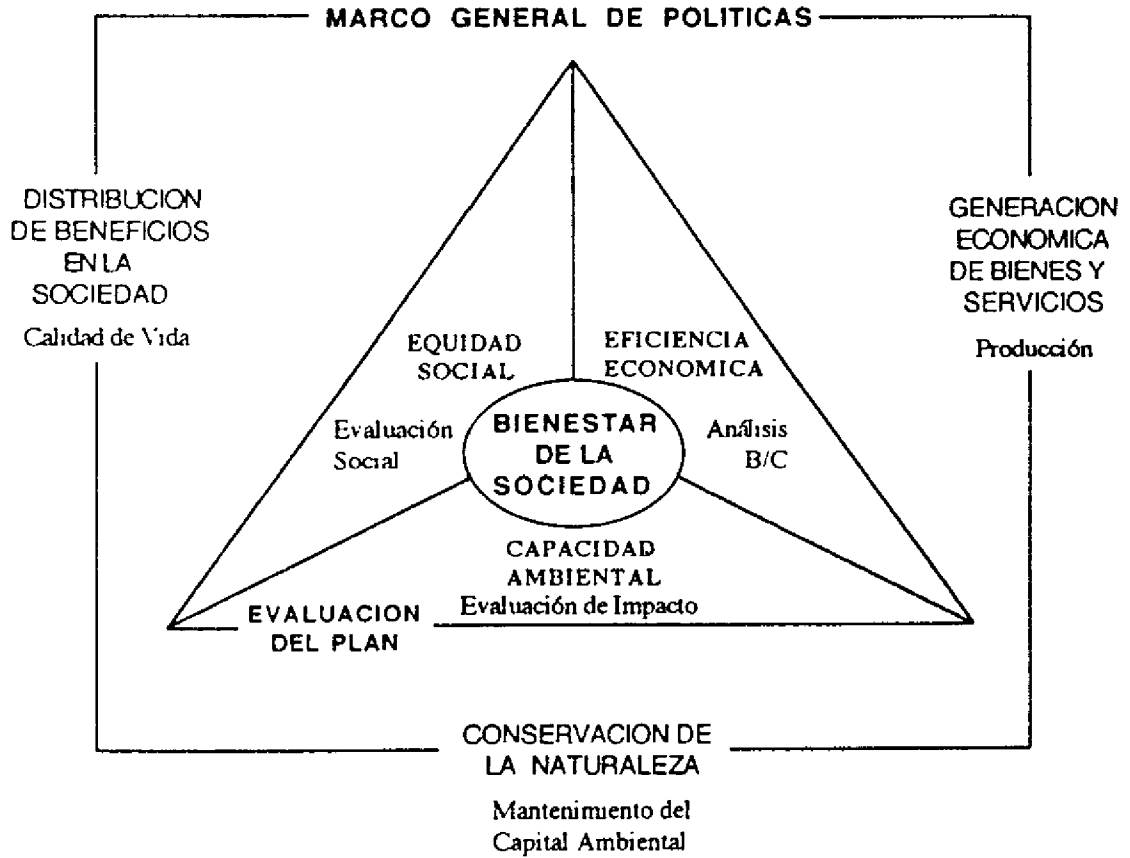 MARCO GENERAL DE POLITICAS
DISTRIBUCION
DE BENEFICIOS
EN LA
SOCIEDAD
Calidad de Vida
GENERACION
ECONOMICA
DE BIENES Y
SERVICIOS
Producción
EQUIDAD
SOCIAL
EFICIENCIA
ECONOMICA
Evaluación
Social
BIENESTAR
DE LA
SOCIEDAD
Análisis
B/C
CAPACIDAD
AMBIENTAL
Evaluación de Impacto
EVALUACION
DEL PLAN
CONSERVACION DE
LA NATURALEZA
Mantenimiento del
Capital Ambiental